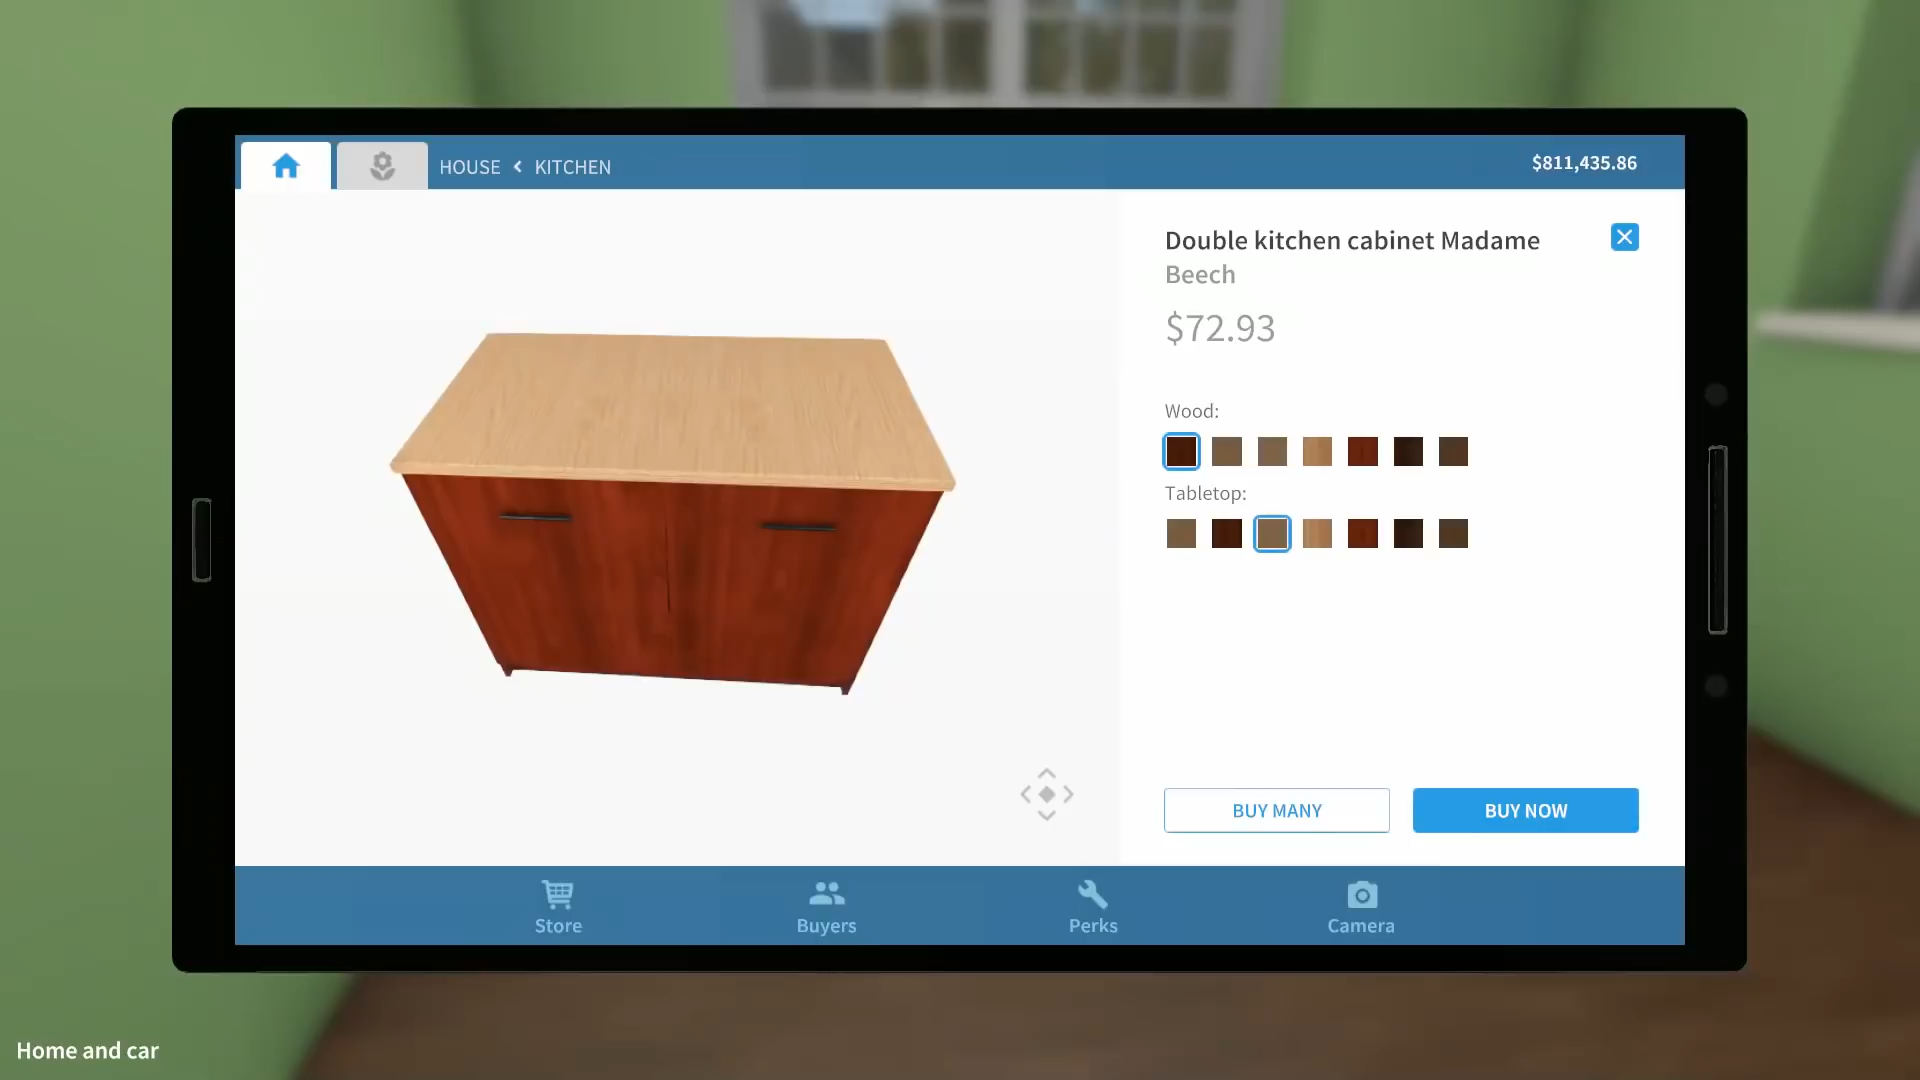 HOUSE < KITCHEN
$811,435.86
Double kitchen cabinet Madame
Beech
$72.93
Wood:
Tabletop:
BUY MANY
BUY NOW
Store
Buyers
Perks
Camera
Home and car